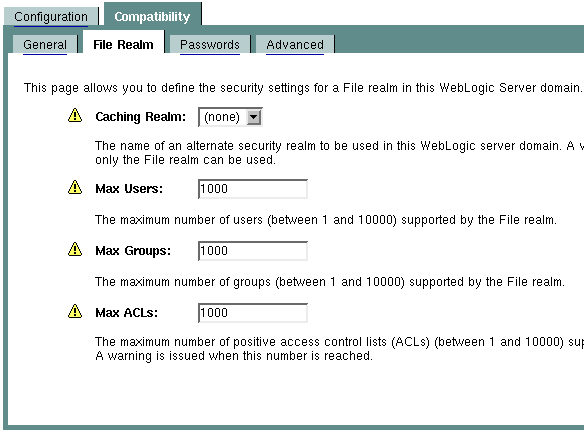 Configuration Compatibility
General File Realm Passwords Advanced
This page allows you to define the security settings for a File realm in this WebLogic Server domain.
Caching Realm: (none)
The name of an alternate security realm to be used in this WebLogic server domain. A
only the File realm can be used.
Max Users: 1000
The maximum number of users (between 1 and 10000) supported by the File realm.
Max Groups: 1000
The maximum number of groups (between 1 and 10000) supported by the File realm.
Max ACLs: 1000
The maximum number of positive access control lists (ACLs) (between 1 and 10000)
A warning is issued when this number is reached.